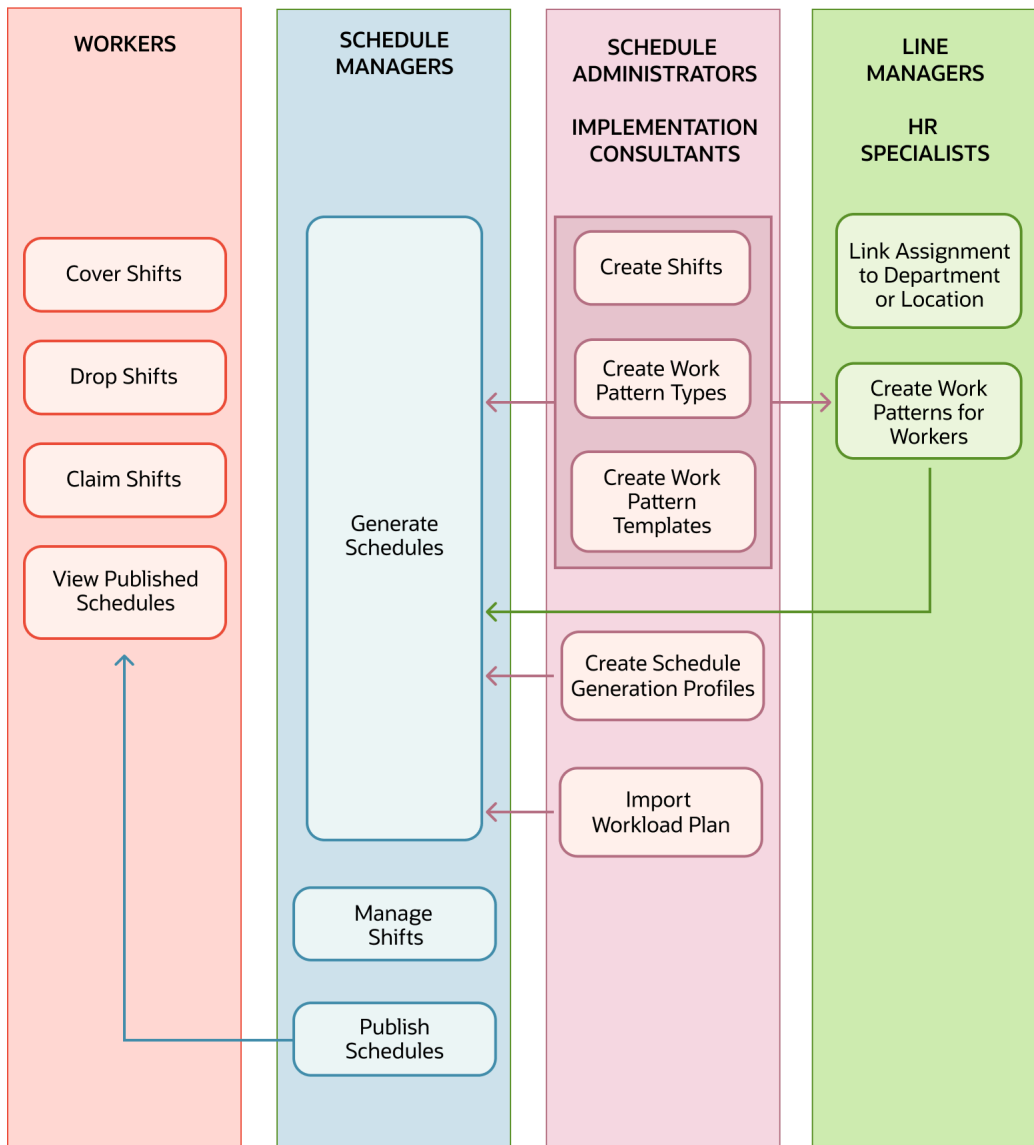 WORKERS
Cover Shifts
Drop Shifts
Claim Shifts
View Published
Schedules
SCHEDULE
MANAGERS
Generate
Schedules
Manage
Shifts
Publish
Schedules
SCHEDULE
ADMINISTRATORS
IMPLEMENTATION
CONSULTANTS
Create Shifts
Create Work
Pattern Types
Create Work
Pattern
Templates
Create Schedule
Generation Profiles
Import
Workload Plan
LINE
MANAGERS
HR
SPECIALISTS
Link Assignment
to Department
or Location
Create Work
Patterns for
Workers